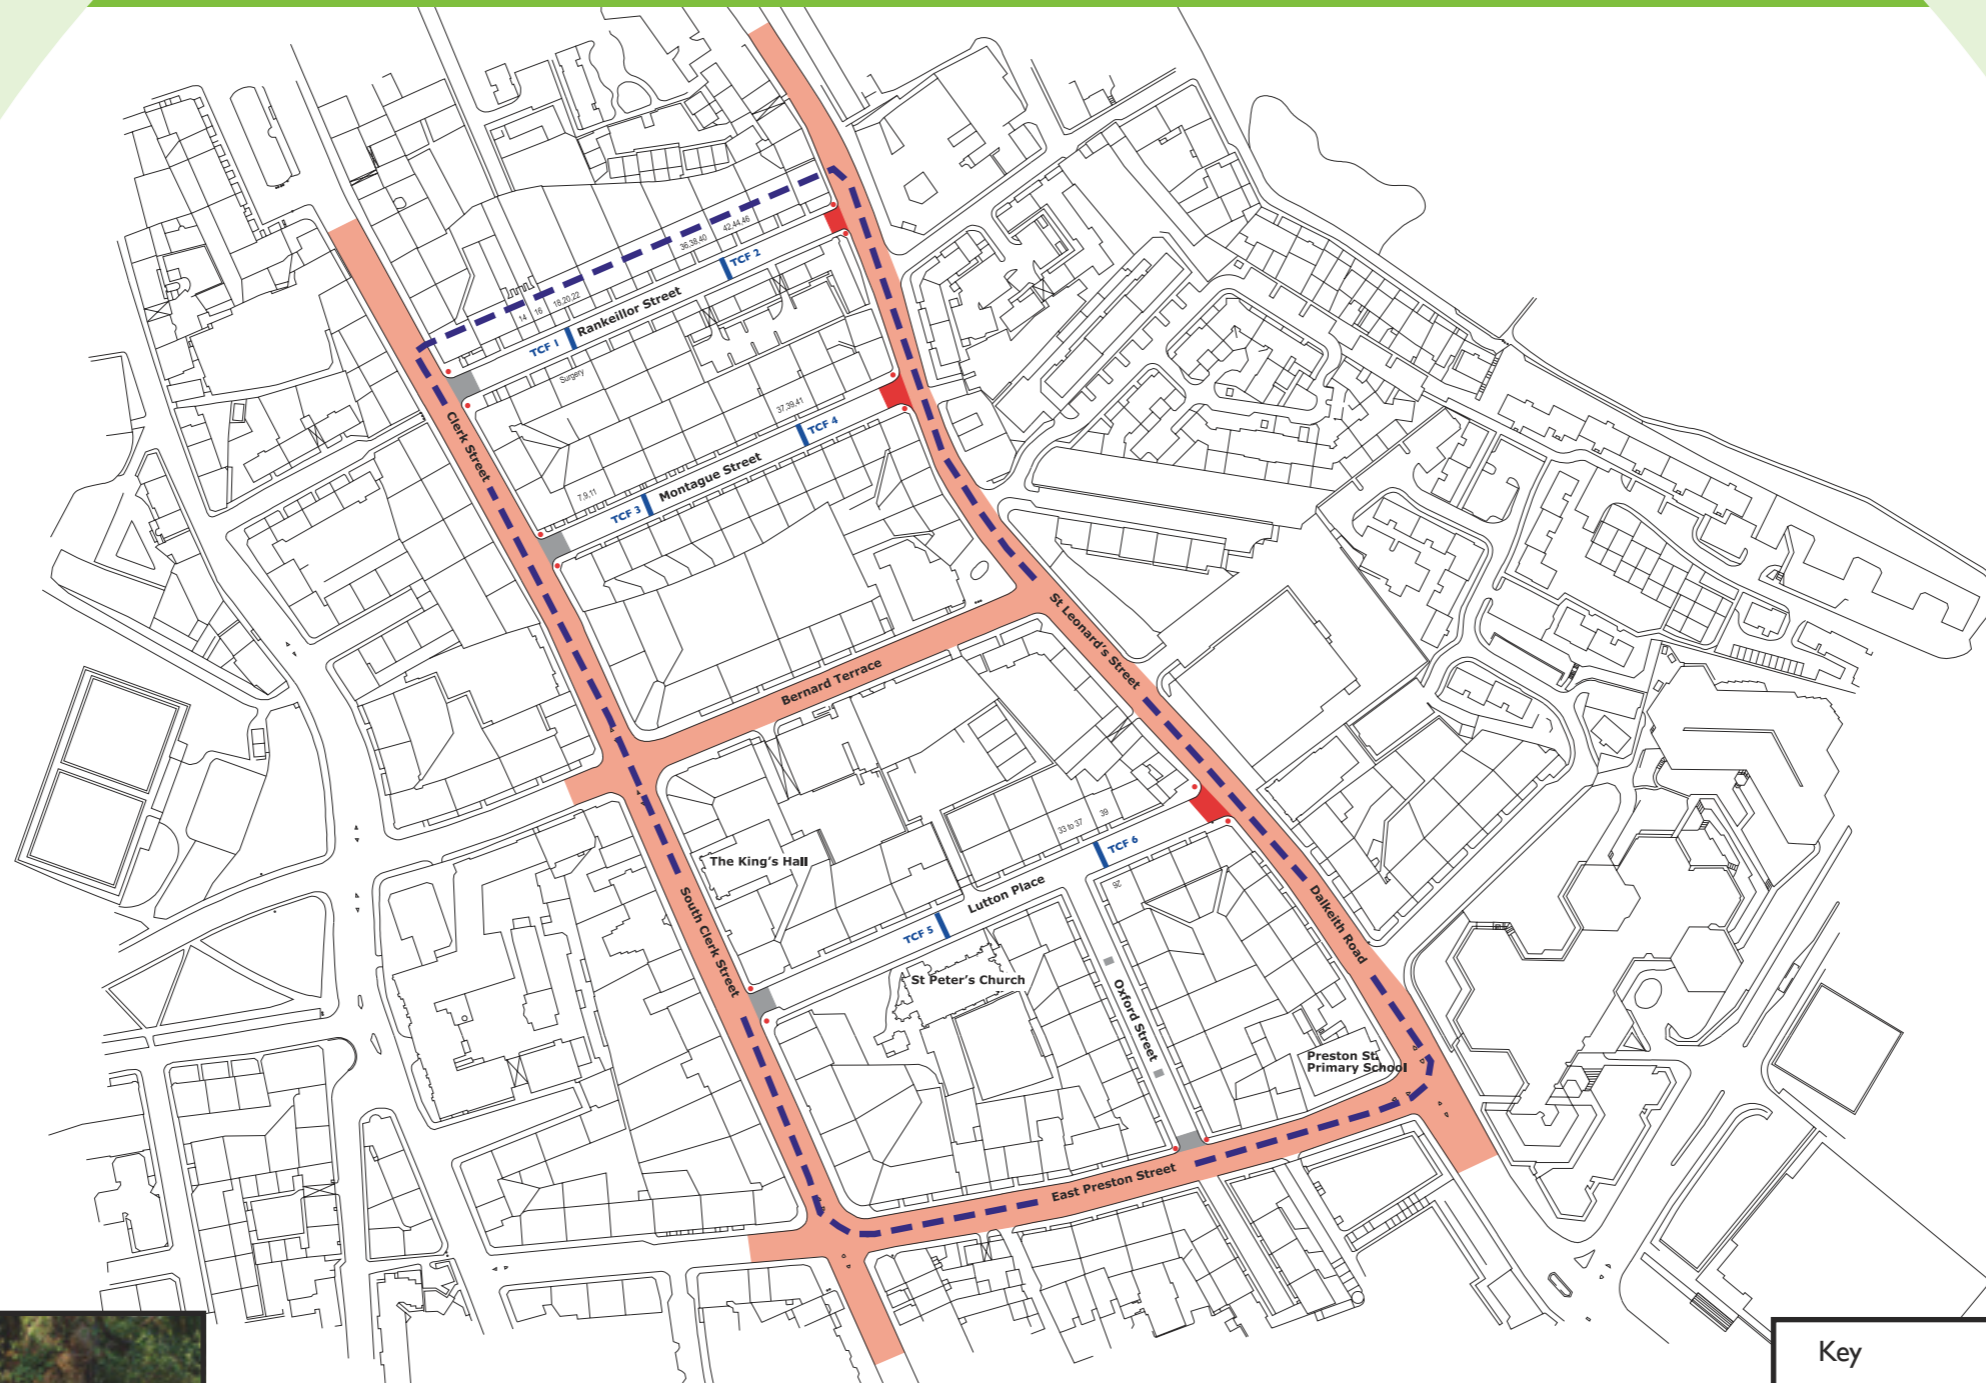 42,44,46
36,38,40
TCF 2
18,20,22
16
14
Rankeillor Street
TCF 1
Surgery
37,39,41
Clerk Street
TCF 4
Montague Street
7,9,11
TCF 3
St Leonard's Street
Bernard Terrace
39
33 to 37
TCF 6
The King's Hall
26
Lutton Place
South Clerk Street
TCF 5
Dalkeith Road
St Peter's Church
Oxford Street
Preston St.
Primary School
East Preston Street
Key